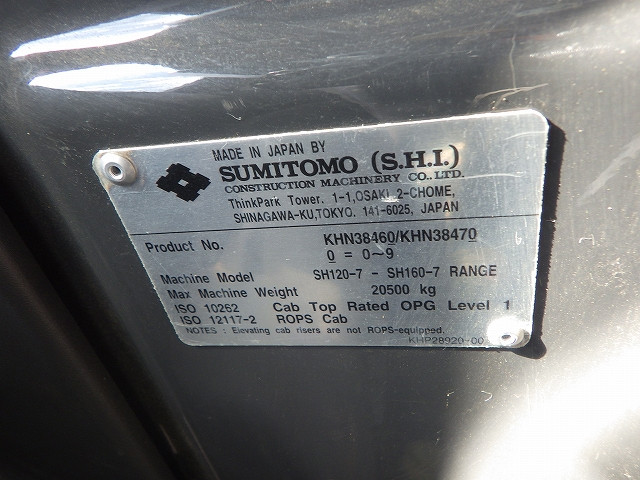 MADE IN JAPAN BY
SUMITOMO (S.H.I.)
CONSTRUCTION MACHINERY CO.,LTD.
ThinkPark Tower. 1-1,OSAKI 2-CHOME,
SHINAGAWA-KU,TOKYO. 141-6025, JAPAN
Product No. KHN38460/KHN38470
0 = 0~9
Machine Model SH120-7 - SH160-7 RANGE
Max Machine Weight 20500 kg
ISO 10262 Cab Top Rated OPG Level 1
ISO 12117-2 ROPS Cab
NOTES : Elevating cab risers are not ROPS-equipped.
KHP28920-00